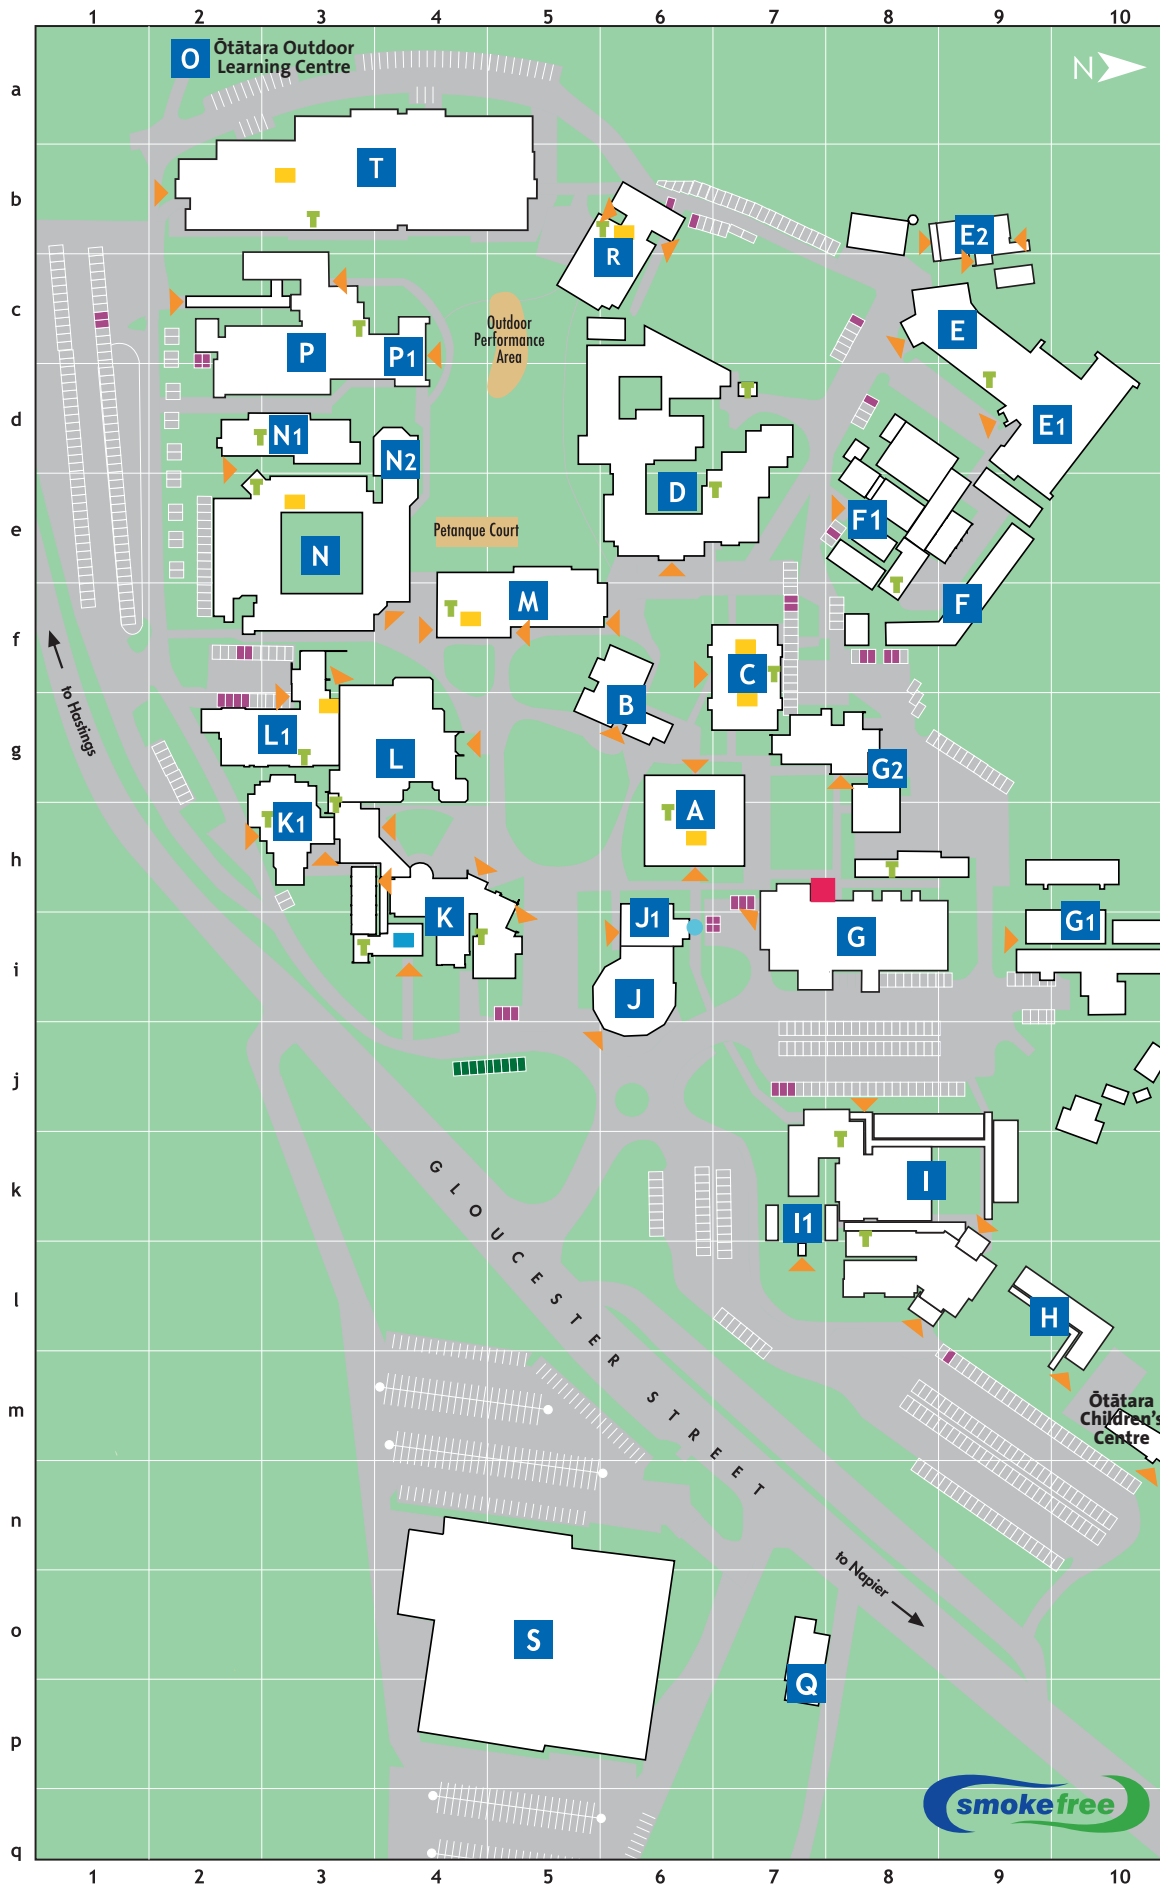 1 2 3 4 5 6 7 8 9 10
O Ōtātara Outdoor
Learning Centre
N
a
T
b
R
E2
c
Outdoor
Performance
Area
P
P1
E
d
N1
N2
E1
D
e
Petanque Court
N
F1
M
F
f
C
B
to Hastings
L1
L
g
G2
A
K1
h
K
J1
G
G1
i
J
j
k
I
I1
GLOUCESTER STREET
l
H
m
Ōtātara
Children's
Centre
n
to Napier
o
S
Q
p
smokefree
q
1 2 3 4 5 6 7 8 9 10